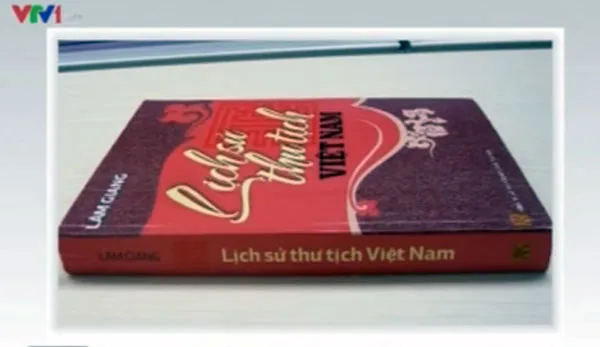 VTV1
LÂM GIANG
Lịch sử
thư tịch
VIỆT NAM
LÂM GIANG
Lịch sử thư tịch Việt Nam